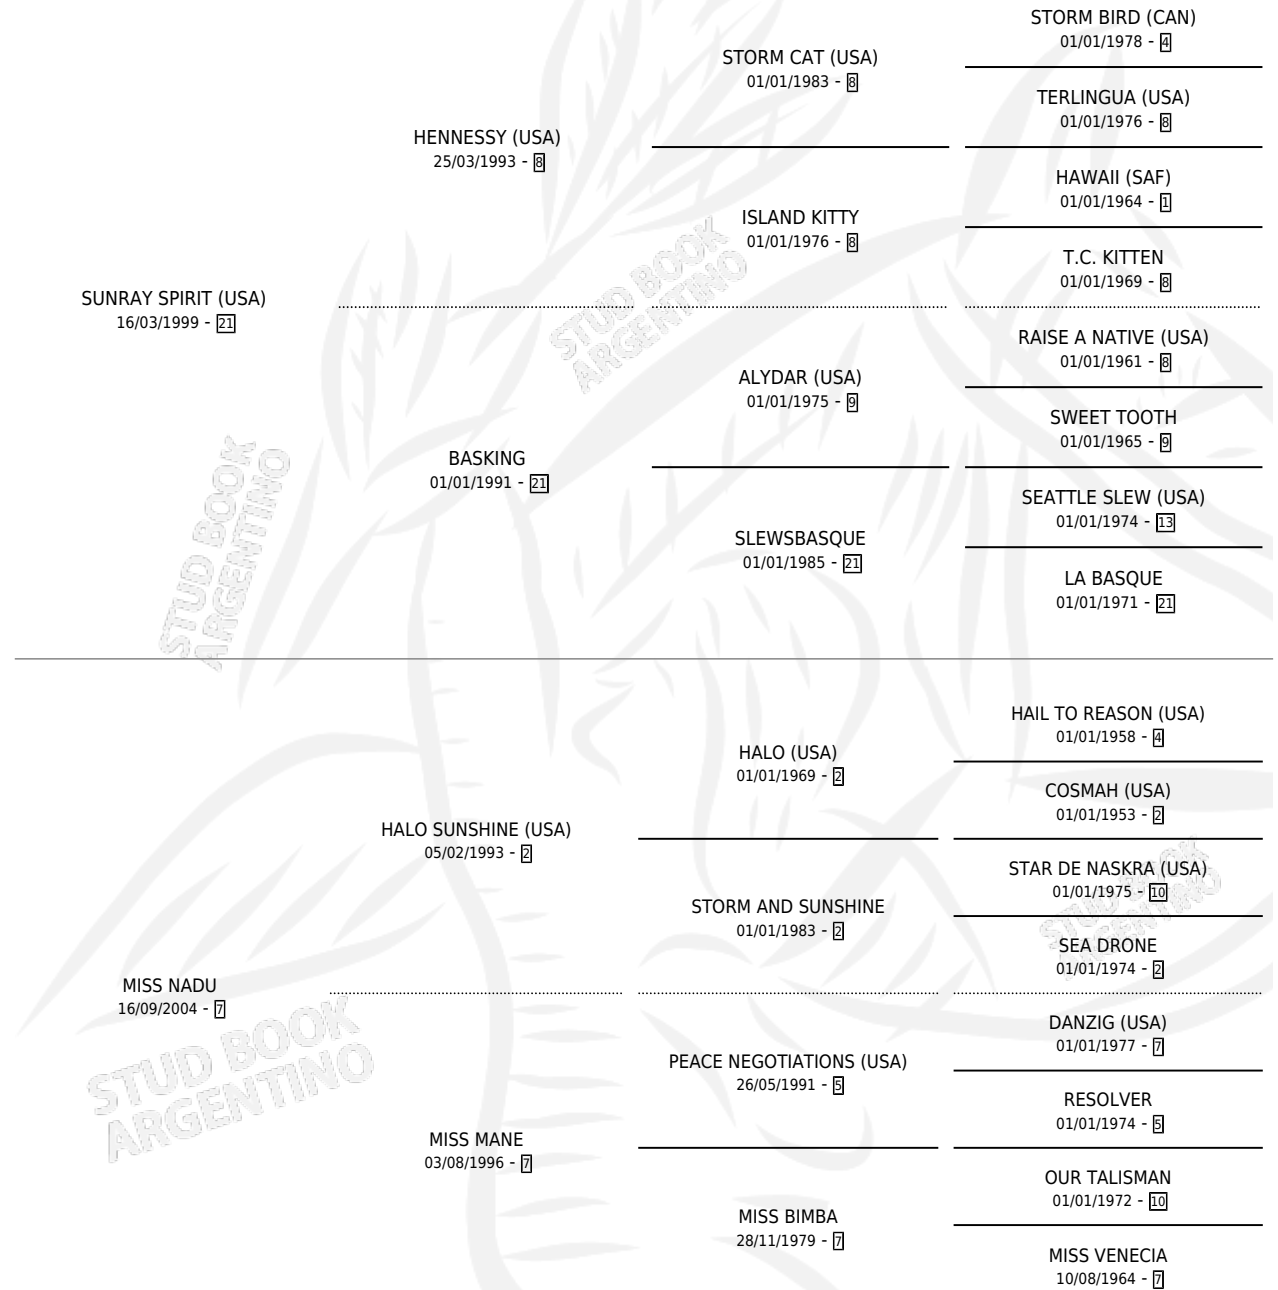 STORM BIRD (CAN)
01/01/1978 - 4
STORM CAT (USA)
01/01/1983 - 8
TERLINGUA (USA)
01/01/1976 - 8
HENNESSY (USA)
25/03/1993 - 8
HAWAII (SAF)
01/01/1964 - 1
ISLAND KITTY
01/01/1976 - 8
T.C. KITTEN
01/01/1969 - 8
SUNRAY SPIRIT (USA)
16/03/1999 - 21
RAISE A NATIVE (USA)
01/01/1961 - 8
ALYDAR (USA)
01/01/1975 - 9
SWEET TOOTH
01/01/1965 - 9
BASKING
01/01/1991 - 21
SEATTLE SLEW (USA)
01/01/1974 - 13
SLEWSBASQUE
01/01/1985 - 21
LA BASQUE
01/01/1971 - 21
HAIL TO REASON (USA)
01/01/1958 - 4
HALO (USA)
01/01/1969 - 2
COSMAH (USA)
01/01/1953 - 2
HALO SUNSHINE (USA)
05/02/1993 - 2
STAR DE NASKRA (USA)
01/01/1975 - 10
STORM AND SUNSHINE
01/01/1983 - 2
SEA DRONE
01/01/1974 - 2
MISS NADU
16/09/2004 - 7
DANZIG (USA)
01/01/1977 - 7
PEACE NEGOTIATIONS (USA)
26/05/1991 - 5
RESOLVER
01/01/1974 - 5
MISS MANE
03/08/1996 - 7
OUR TALISMAN
01/01/1972 - 10
MISS BIMBA
28/11/1979 - 7
MISS VENECIA
10/08/1964 - 7
STUD BOOK
ARGENTINO
STUD BOOK
ARGENTINO
STUD BOOK
ARGENTINO
STUD BOOK
ARGENTINO